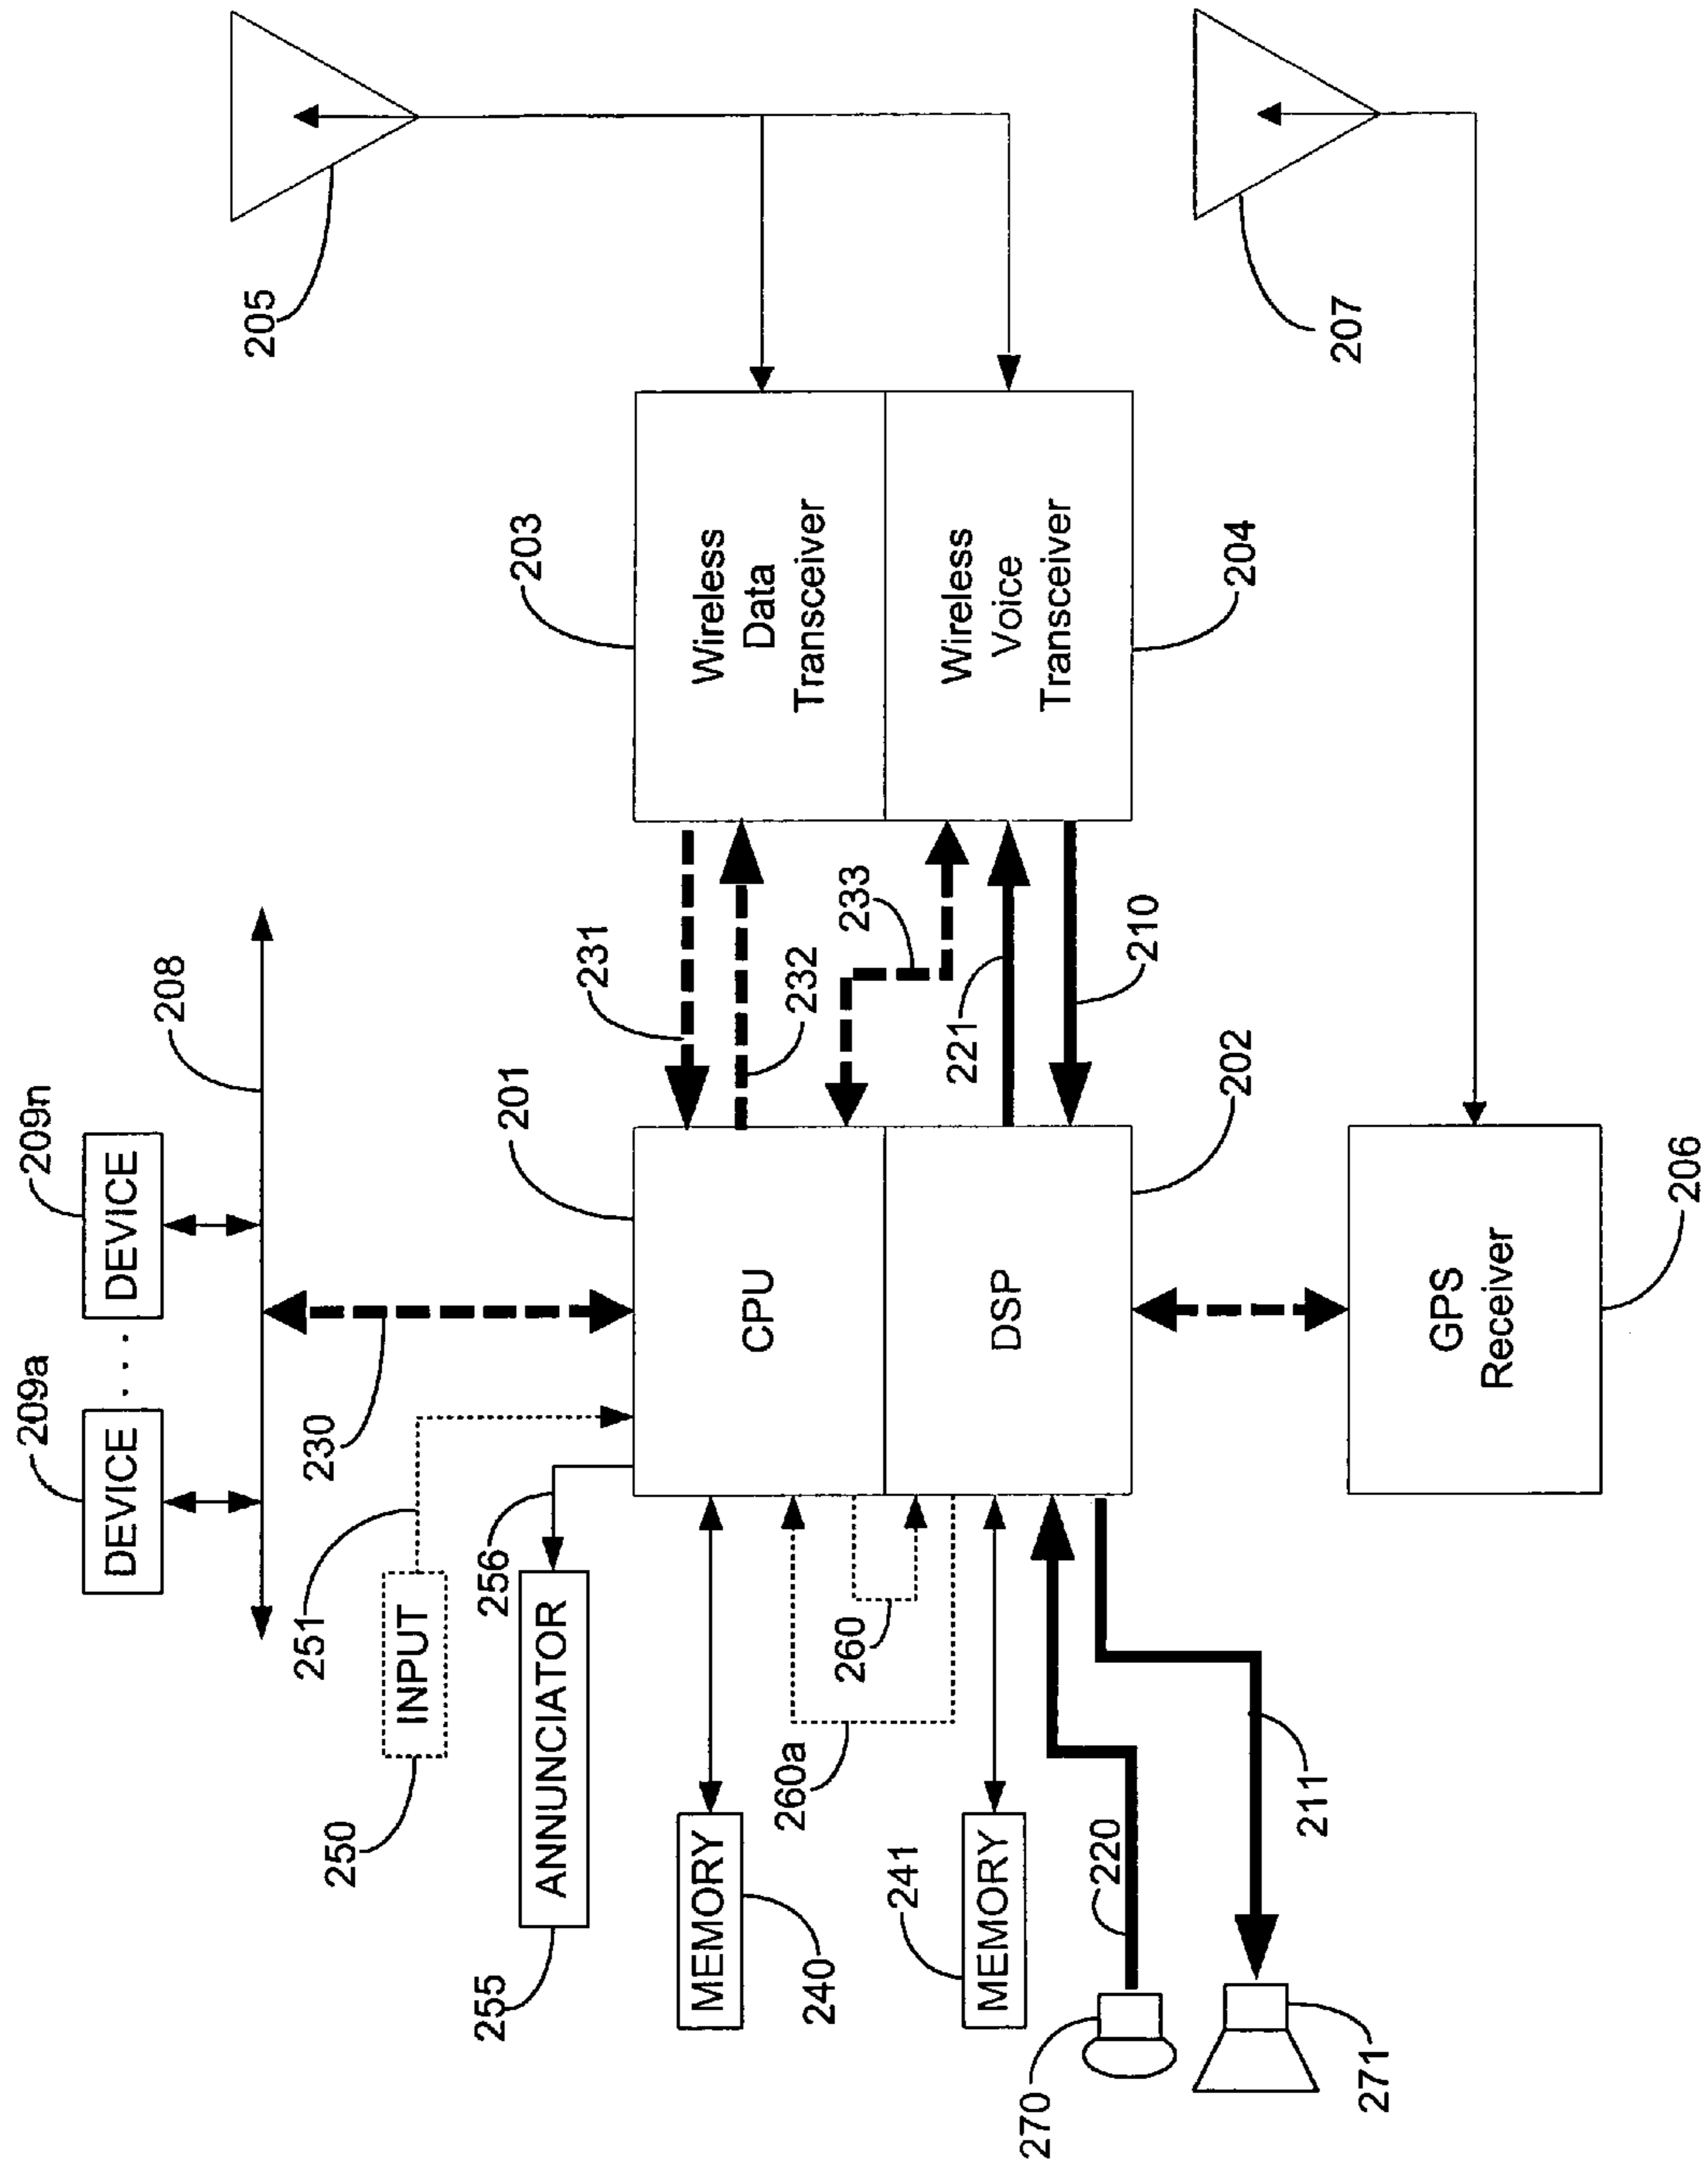 209a
209n
DEVICE
. . .
DEVICE
208
230
251
250
INPUT
205
256
255
ANNUNCIATOR
201
CPU
231
232
203
Wireless
Data
Transceiver
MEMORY
240
260a
260
233
241
MEMORY
DSP
202
221
210
Wireless
Voice
Transceiver
204
270
220
211
271
GPS
Receiver
206
207